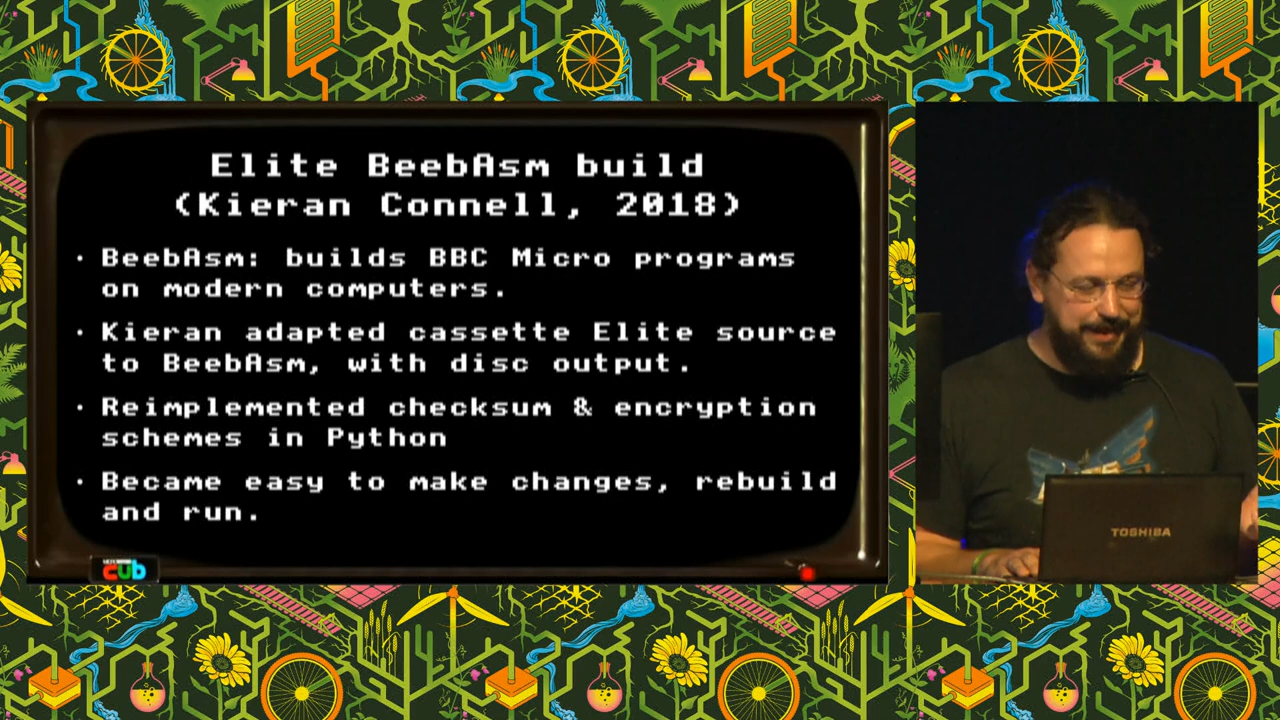 Elite BeebAsm build
(Kieran Connell, 2018)
· BeebAsm: builds BBC Micro programs
on modern computers.
· Kieran adapted cassette Elite source
to BeebAsm, with disc output.
· Reimplemented checksum & encryption
schemes in Python
· Became easy to make changes, rebuild
and run.
cub
TOSHIBA